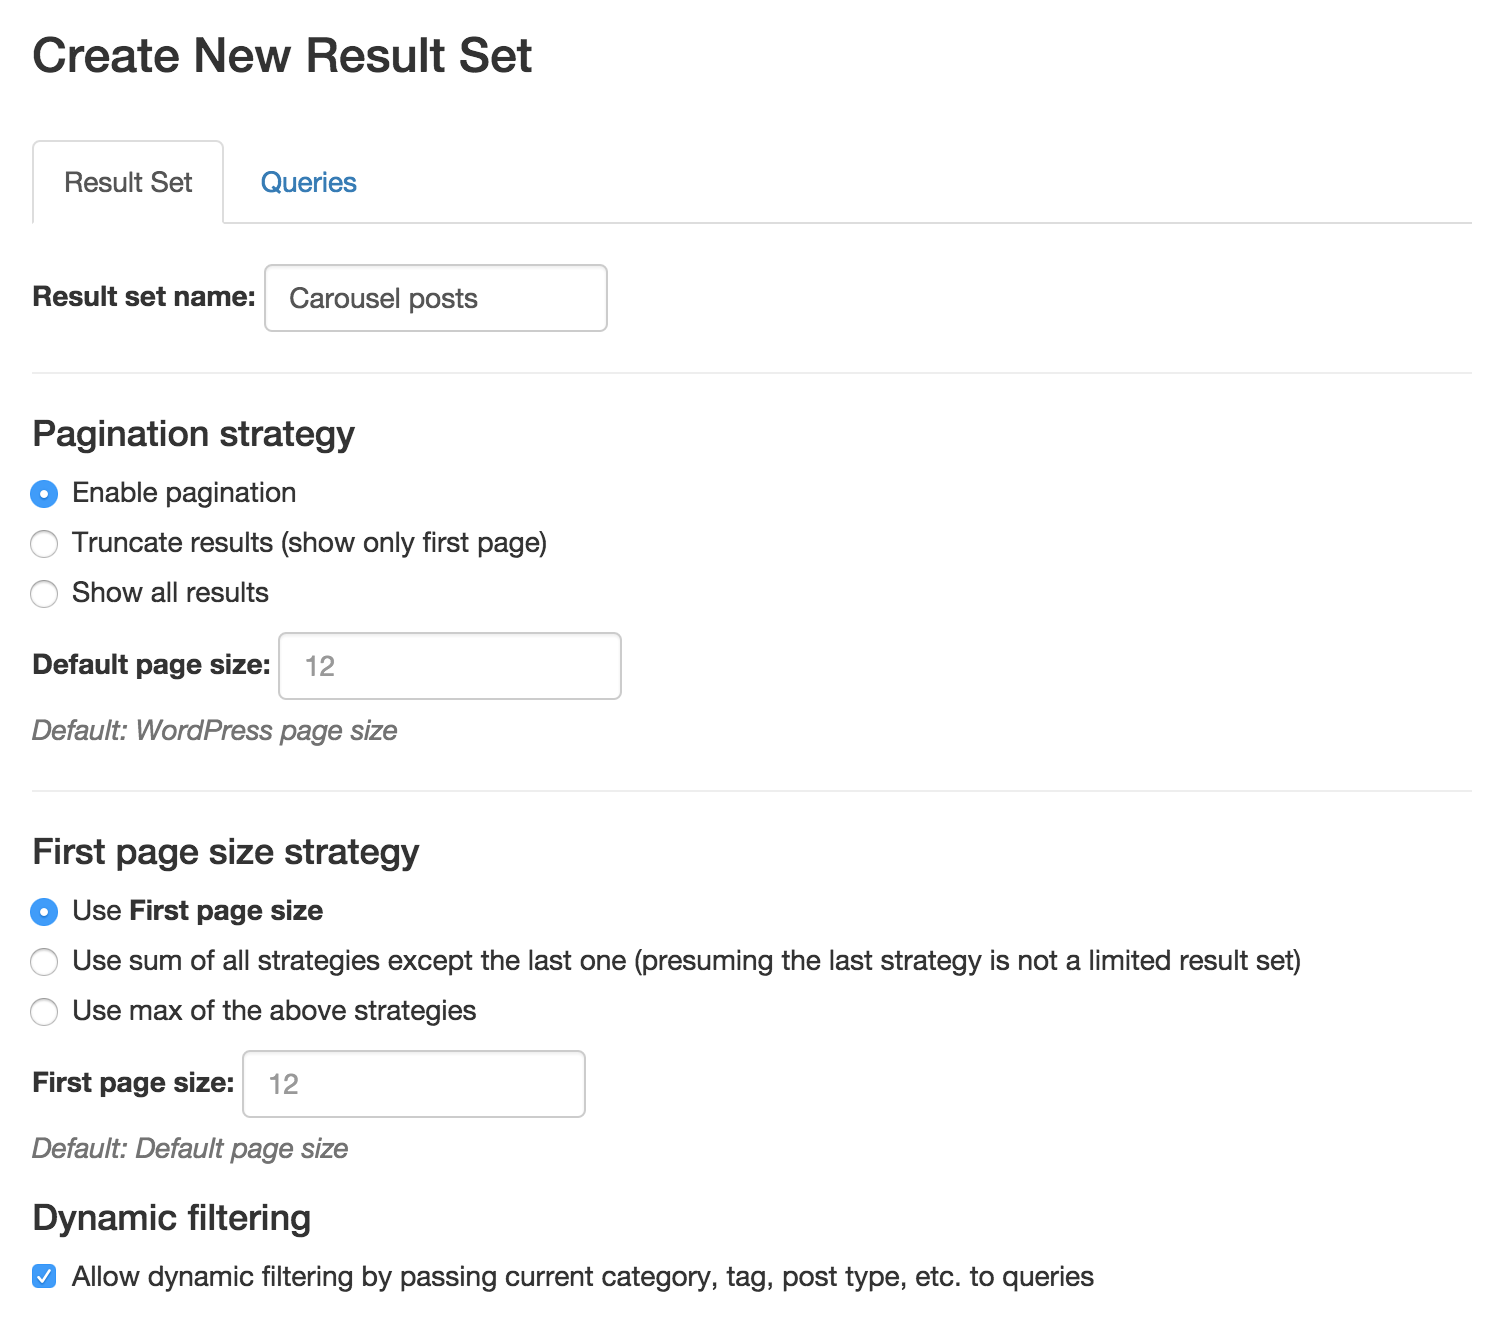 Create New Result Set
Result Set
Queries
Result set name: Carousel posts
Pagination strategy
Enable pagination
Truncate results (show only first page)
Show all results
Default page size: 12
Default: WordPress page size
First page size strategy
Use First page size
Use sum of all strategies except the last one (presuming the last strategy is not a limited result set)
Use max of the above strategies
First page size: 12
Default: Default page size
Dynamic filtering
Allow dynamic filtering by passing current category, tag, post type, etc. to queries